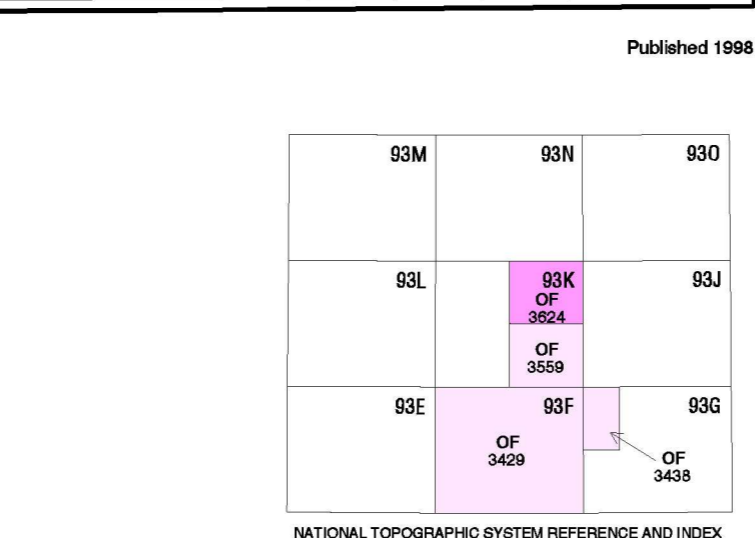 Published 1998
93M
93N
93O
93L
93K
OF
3624
93J
OF
3559
93E
93F
93G
OF
3429
OF
3438
NATIONAL TOPOGRAPHIC SYSTEM REFERENCE AND INDEX